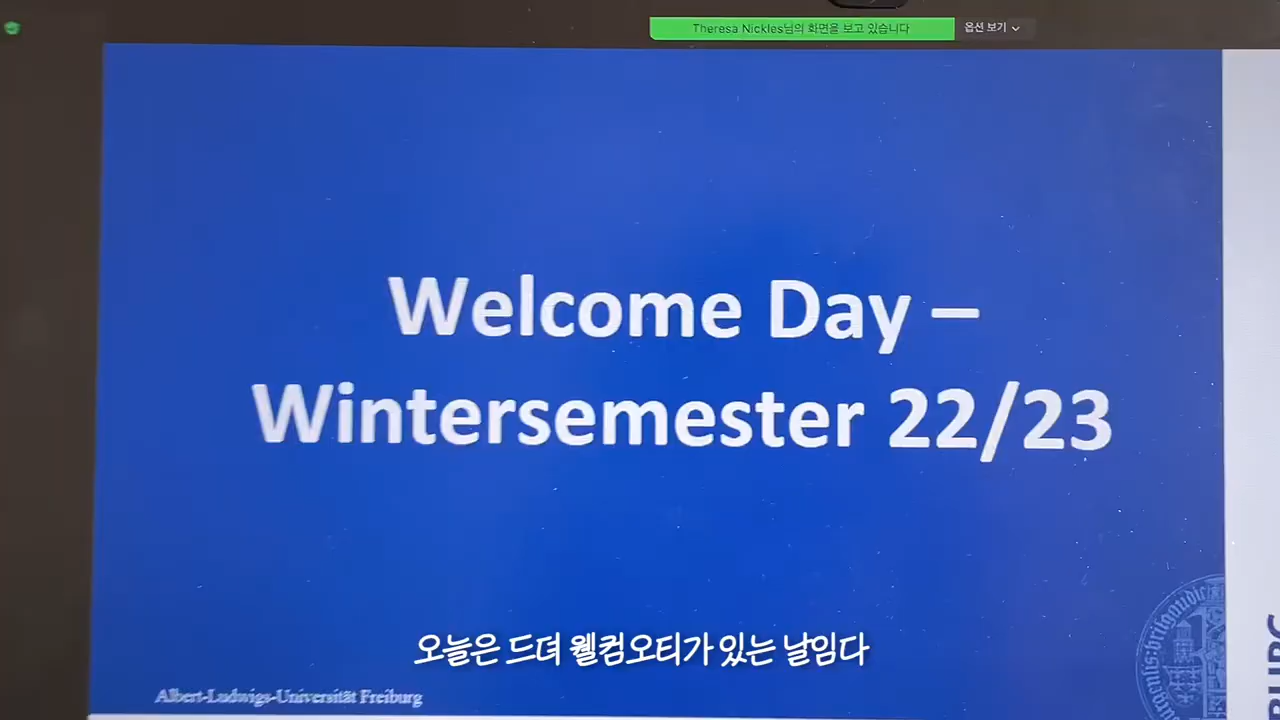 Theresa Nickles님의 화면을 보고 있습니다
옵션 보기
Welcome Day –
Wintersemester 22/23
오늘은 드뎌 웰컴오티가 있는 날임다
Albert-Ludwigs-Universität Freiburg